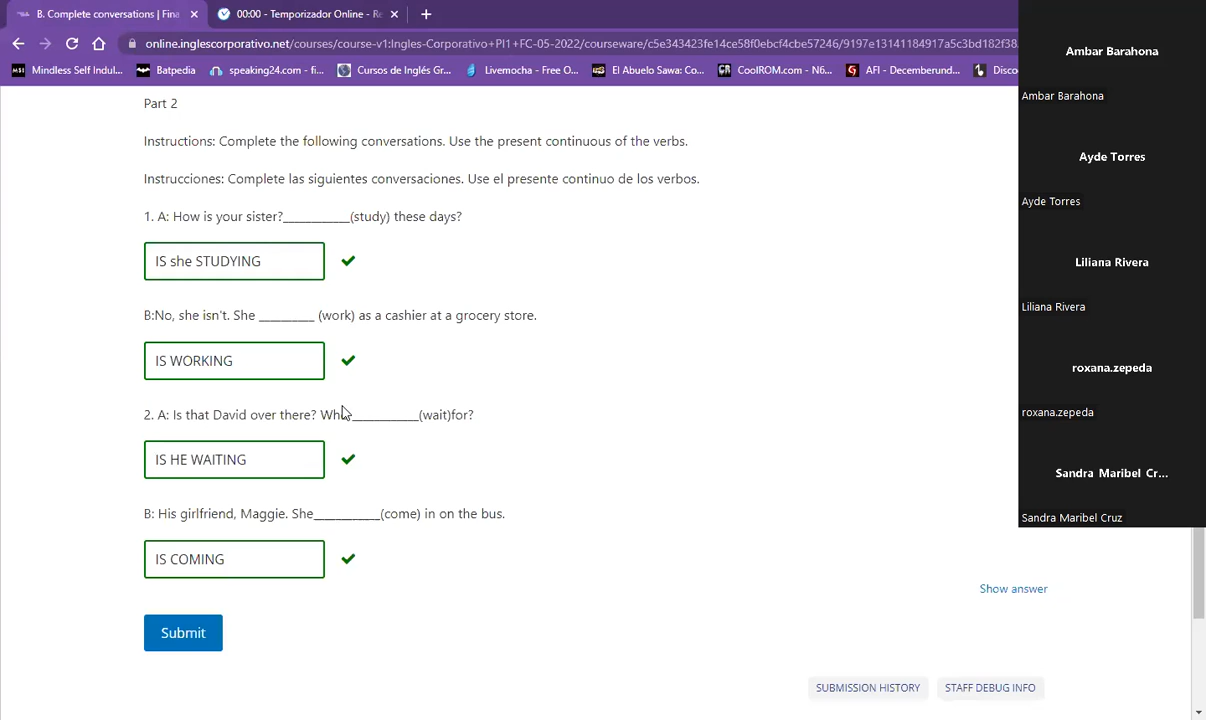 B. Complete conversations | Fina
00:00 - Temporizador Online - Re
online.inglescorporativo.net/courses/course-v1:Ingles-Corporativo+PI1+FC-05-2022/courseware/c5e343423fe14ce58f0ebcf4cbe57246/9197e13141184917a5c3bd182f38
Mindless Self Indul... Batpedia speaking24.com - fi... Cursos de Inglés Gr... Livemocha - Free O... El Abuelo Sawa: Co... CoolROM.com - N6... AFI - Decemberund... Disco
Part 2
Instructions: Complete the following conversations. Use the present continuous of the verbs.
Instrucciones: Complete las siguientes conversaciones. Use el presente continuo de los verbos.
1. A: How is your sister?____________(study) these days?
IS she STUDYING
B:No, she isn't. She __________ (work) as a cashier at a grocery store.
IS WORKING
2. A: Is that David over there? Who____________(wait)for?
IS HE WAITING
B: His girlfriend, Maggie. She____________(come) in on the bus.
IS COMING
Show answer
Submit
SUBMISSION HISTORY STAFF DEBUG INFO
Ambar Barahona
Ambar Barahona
Ayde Torres
Ayde Torres
Liliana Rivera
Liliana Rivera
roxana.zepeda
roxana.zepeda
Sandra Maribel Cr...
Sandra Maribel Cruz